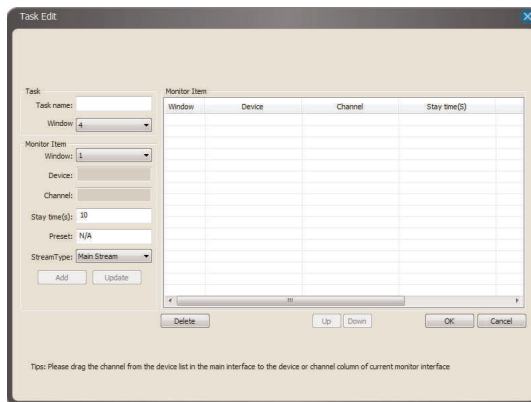 Task Edit
Task
Task name:
Window 4
Monitor Item
Window: 1
Device:
Channel:
Stay time(s): 10
Preset: N/A
StreamType: Main Stream
Add Update
Monitor Item
Window Device Channel Stay time(S)
Delete Up Down OK Cancel
Tips: Please drag the channel from the device list in the main interface to the device or channel column of current monitor interface